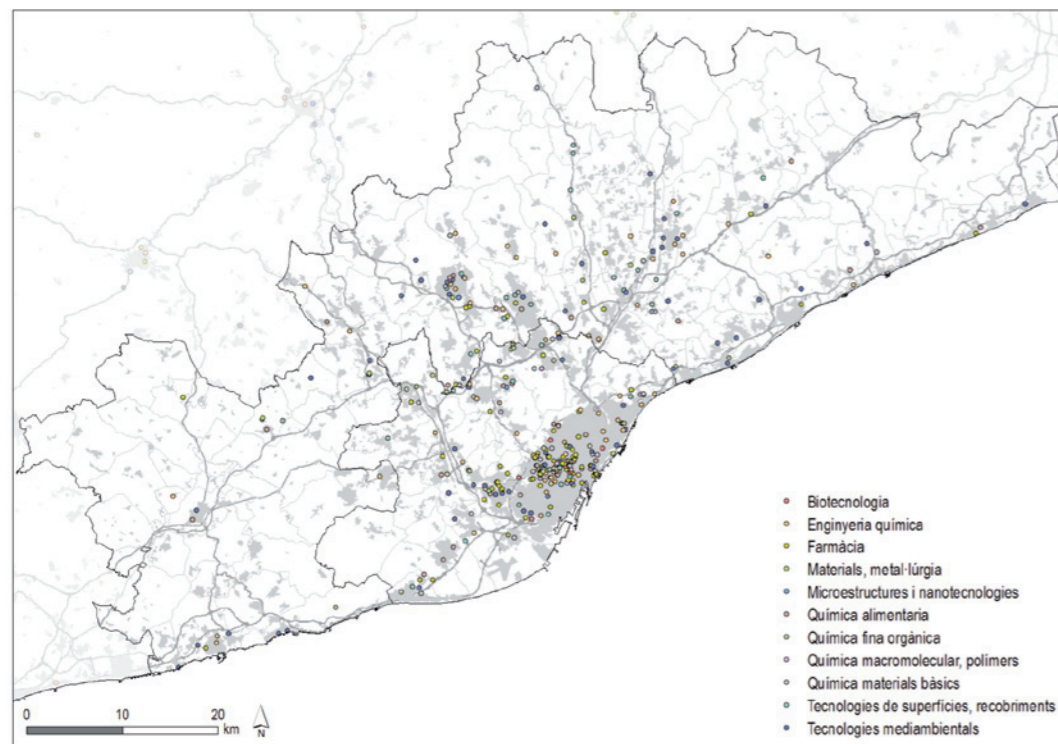 Biotecnologia
Enginyeria química
Farmàcia
Materials, metal·lúrgia
Microestructures i nanotecnologies
Química alimentaria
Química fina orgànica
Química macromolecular, polímers
Química materials bàsics
Tecnologies de superfícies, recobriments
Tecnologies mediambientals
0 10 20
km
N